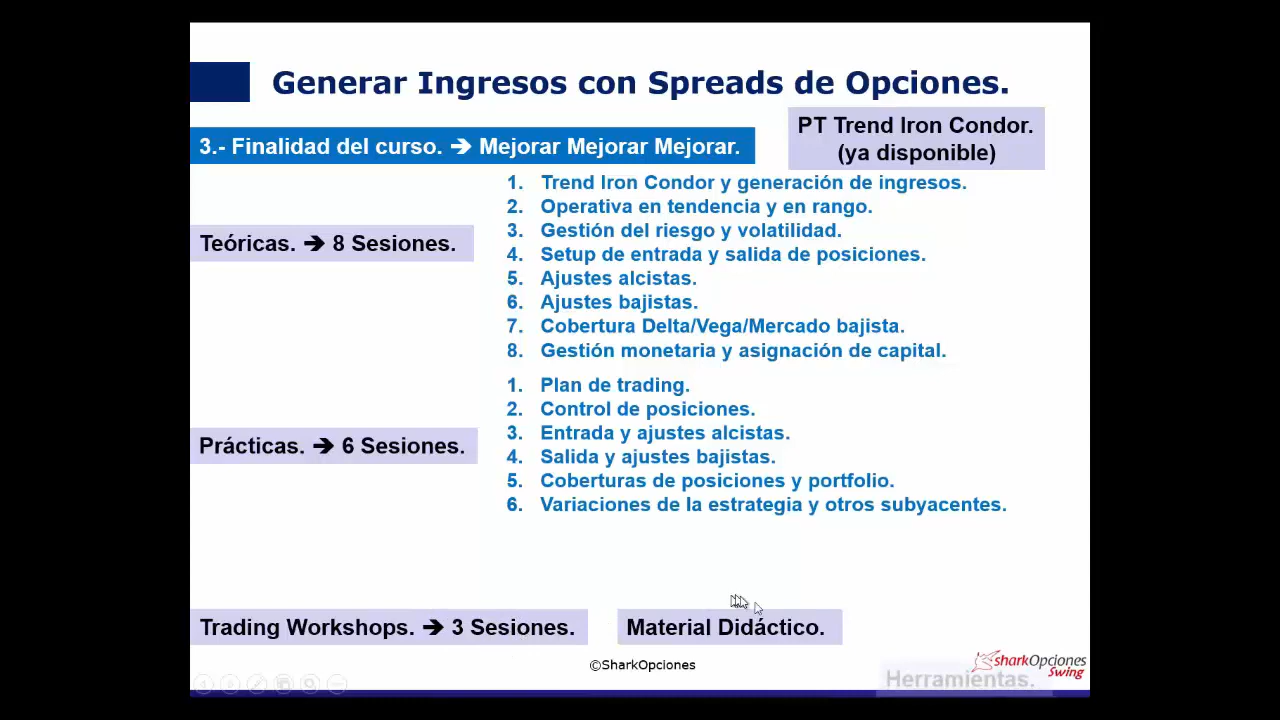 Generar Ingresos con Spreads de Opciones.
PT Trend Iron Condor.
(ya disponible)
3.- Finalidad del curso. → Mejorar Mejorar Mejorar.
1. Trend Iron Condor y generación de ingresos.
2. Operativa en tendencia y en rango.
3. Gestión del riesgo y volatilidad.
4. Setup de entrada y salida de posiciones.
5. Ajustes alcistas.
6. Ajustes bajistas.
7. Cobertura Delta/Vega/Mercado bajista.
8. Gestión monetaria y asignación de capital.
Teóricas. → 8 Sesiones.
1. Plan de trading.
2. Control de posiciones.
3. Entrada y ajustes alcistas.
4. Salida y ajustes bajistas.
5. Coberturas de posiciones y portfolio.
6. Variaciones de la estrategia y otros subyacentes.
Prácticas. → 6 Sesiones.
Trading Workshops. → 3 Sesiones.
Material Didáctico.
©SharkOpciones
sharkOpciones
Swing
Herramientas.